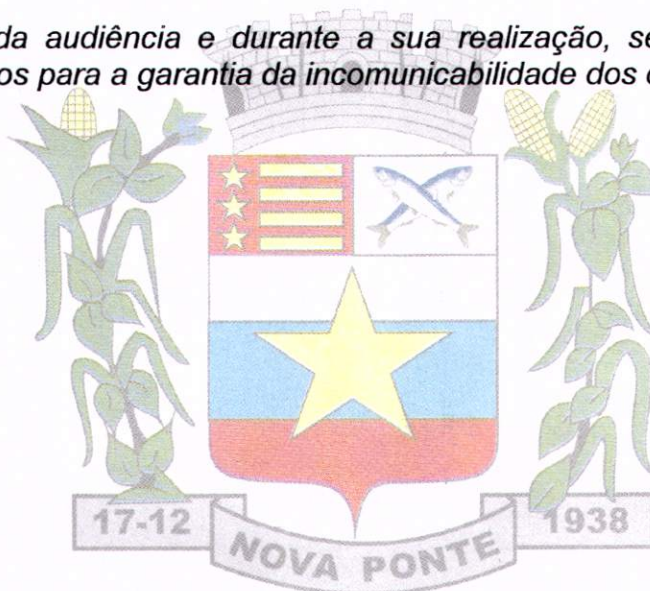 da audiência e durante a sua realização, se
os para a garantia da incomunicabilidade dos
17-12
1938
NOVA PONTE